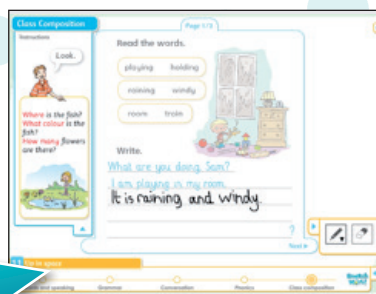 Class Composition
Page 1/3
Instructions
Look.
Where is the fish?
What colour is the
fish?
How many flowers
are there?
Read the words.
playing holding
raining windy
room train
Write.
What are you doing, Sam?
I am playing in my room.
It is raining and windy.
?
Next
and speaking
Grammar
Conversation
Phonics
Class composition